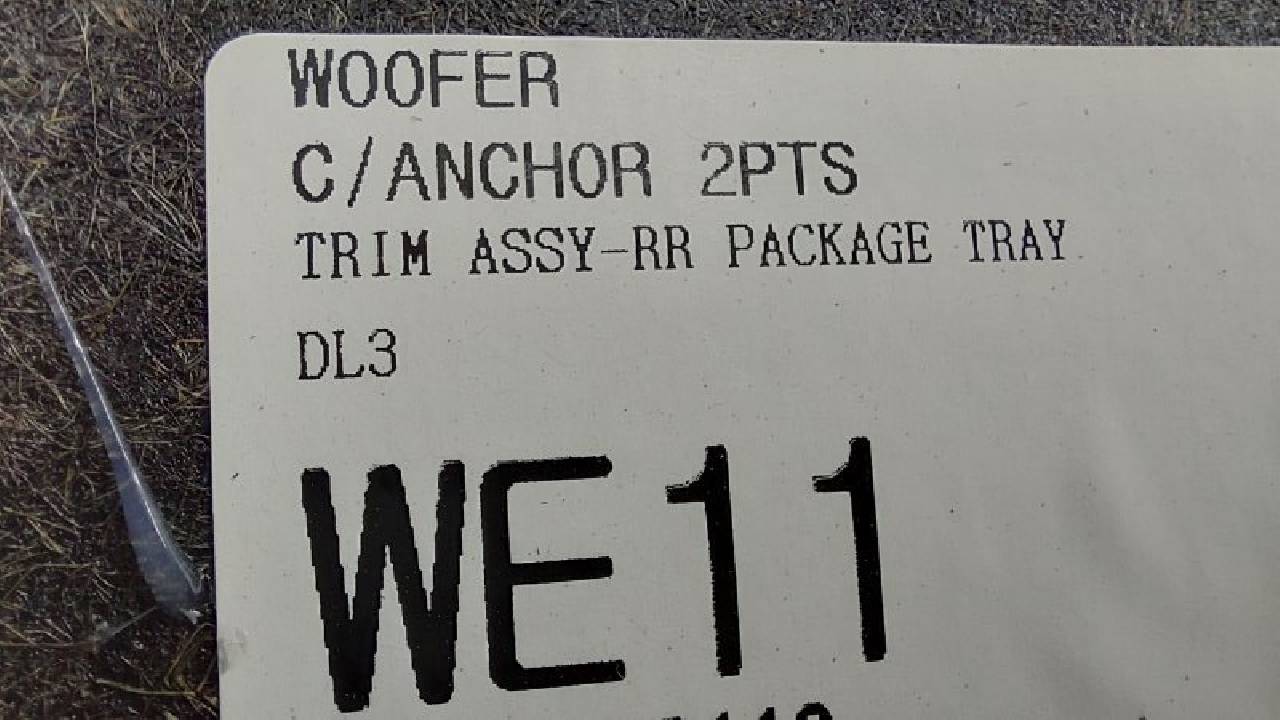 WOOFER
C/ANCHOR 2PTS
TRIM ASSY-RR PACKAGE TRAY
DL3
WE11